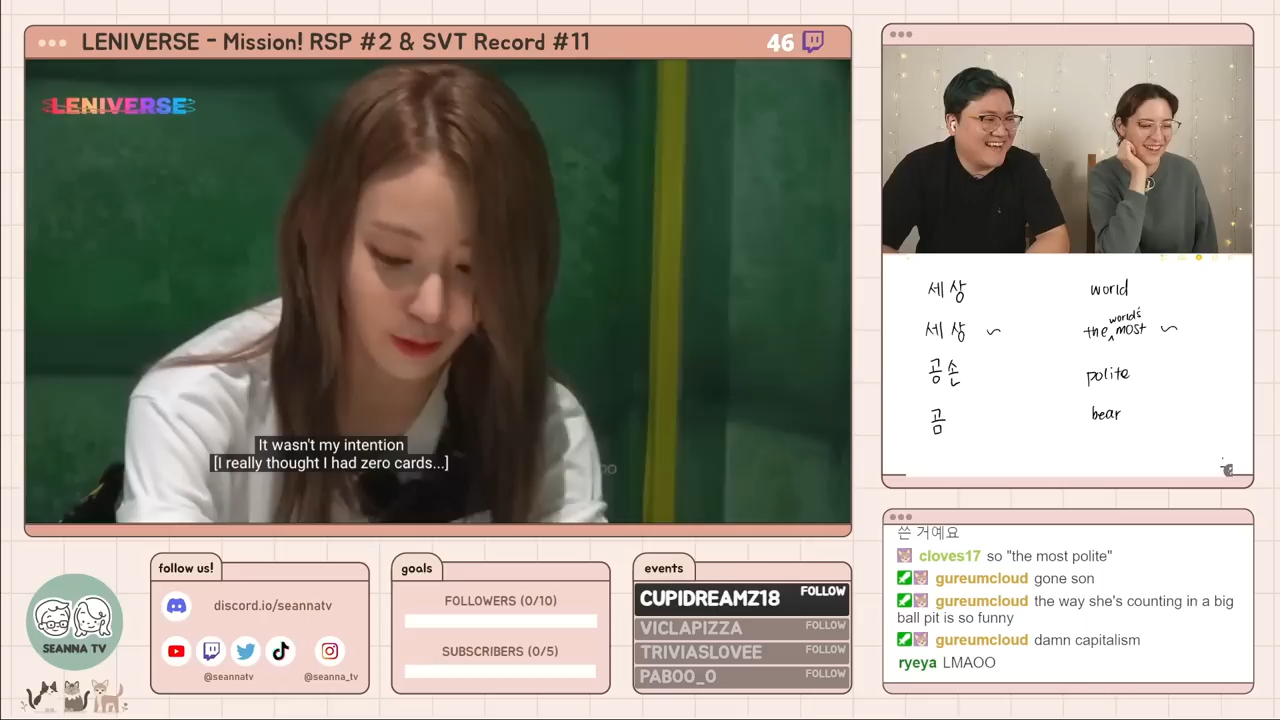 LENIVERSE - Mission! RSP #2 & SVT Record #11
46
LENIVERSE
It wasn't my intention
[I really thought I had zero cards...]
세상 world
세상 ~ the world's most ~
공손 polite
곰 bear
쓴 거예요
cloves17 so "the most polite"
gureumcloud gone son
gureumcloud the way she's counting in a big
ball pit is so funny
gureumcloud damn capitalism
ryeya LMAOO
SEANNA TV
follow us!
discord.io/seannatv
@seannatv
@seanna_tv
goals
FOLLOWERS (0/10)
SUBSCRIBERS (0/5)
events
CUPIDREAMZ18 FOLLOW
VICLAPIZZA FOLLOW
TRIVIASLOVEE FOLLOW
PABOO_0 FOLLOW